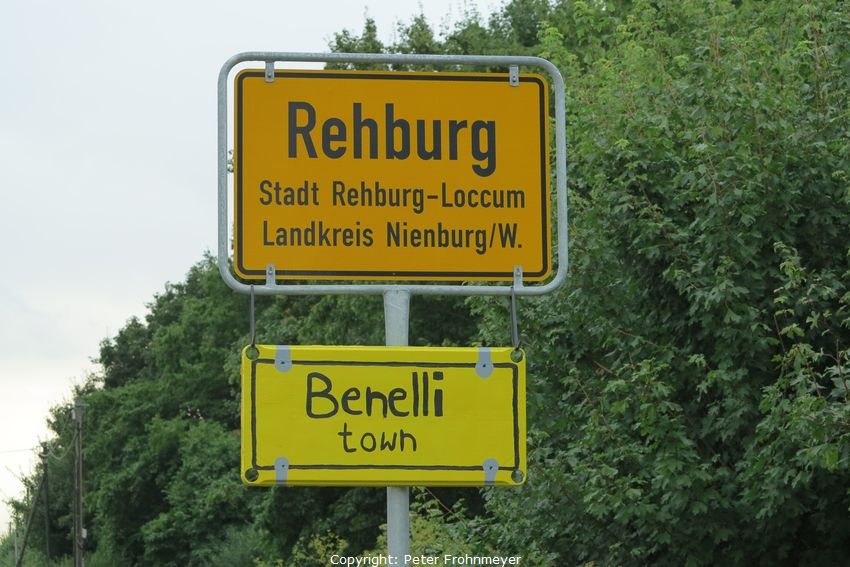 Rehburg
Stadt Rehburg-Loccum
Landkreis Nienburg/W.
Benelli
town
Copyright: Peter Frohnmeyer